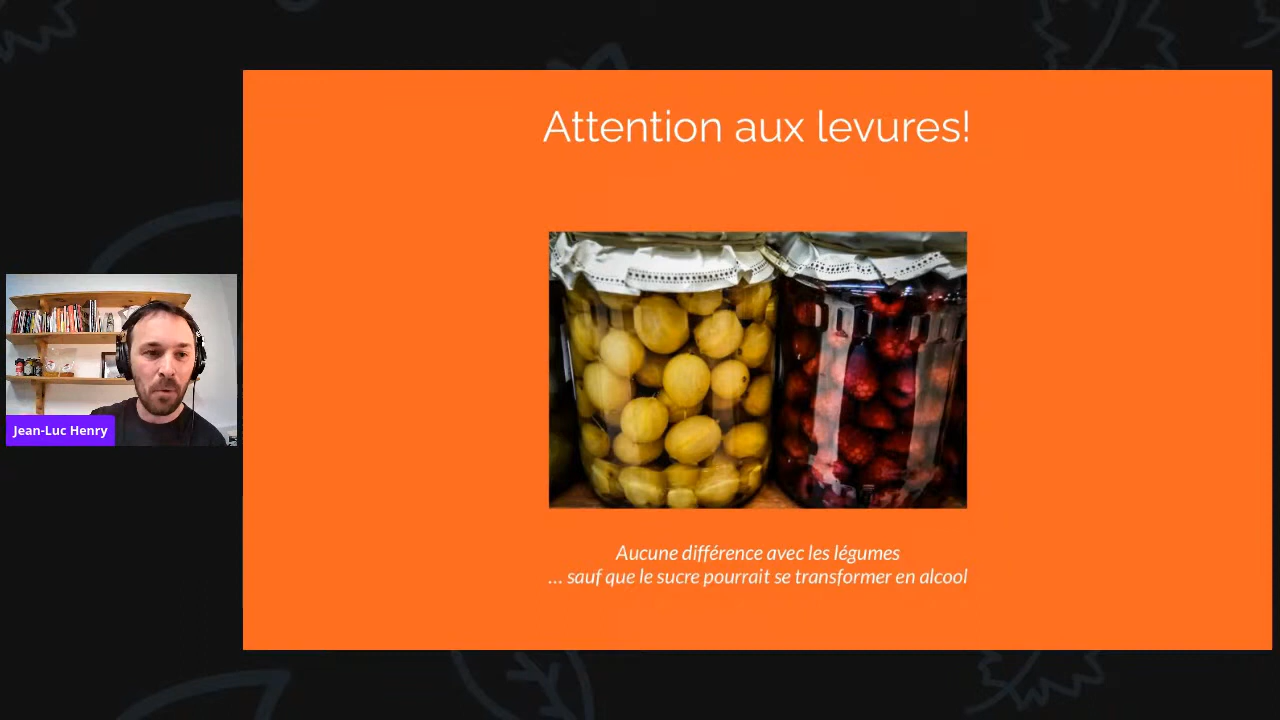 Attention aux levures!
Jean-Luc Henry
Aucune différence avec les légumes
... sauf que le sucre pourrait se transformer en alcool